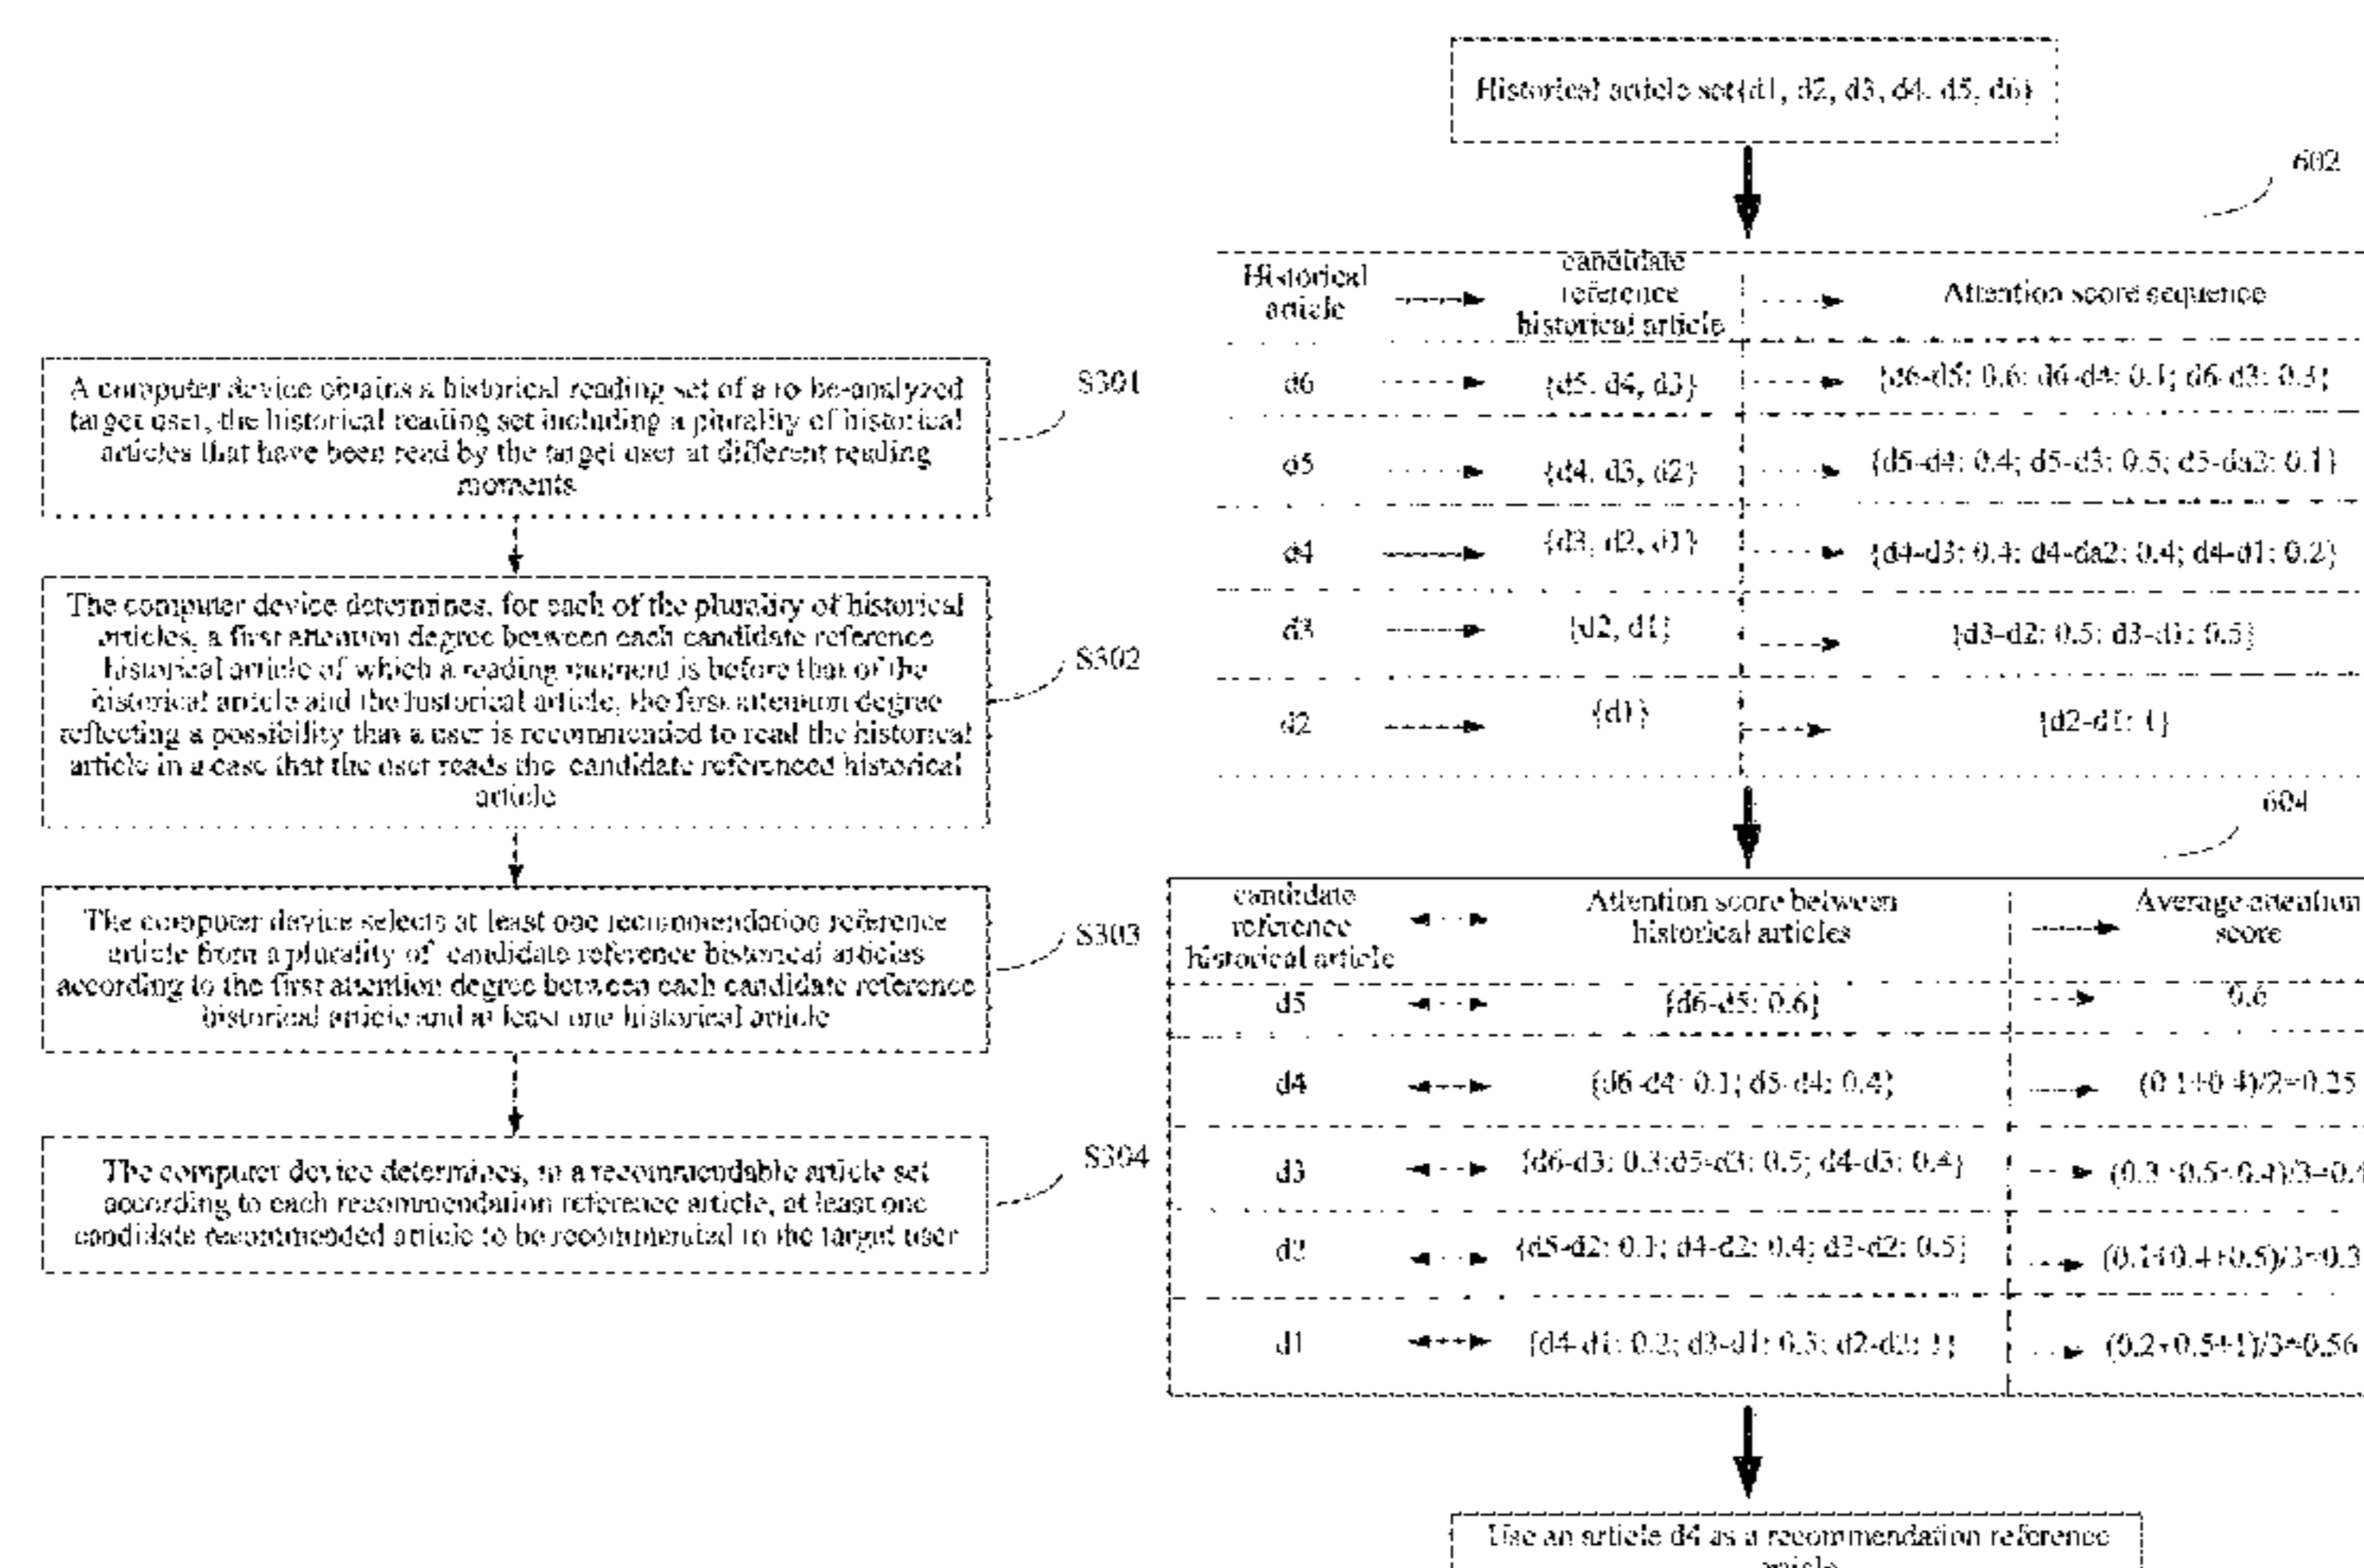 A computer device obtains a historical reading set of a to-be-analyzed
target user, the historical reading set including a plurality of historical
articles that have been read by the target user at different reading
moments
S301
The computer device determines, for each of the plurality of historical
articles, a first attention degree between each candidate reference
historical article of which a reading moment is before that of the
historical article and the historical article, the first attention degree
reflecting a possibility that a user is recommended to read the historical
article in a case that the user reads the candidate referenced historical
article
S302
The computer device selects at least one recommendation reference
article from a plurality of candidate reference historical articles
according to the first attention degree between each candidate reference
historical article and at least one historical article
S303
The computer device determines, in a recommendable article set
according to each recommendation reference article, at least one
candidate recommended article to be recommended to the target user
S304
Historical article set{d1, d2, d3, d4, d5, d6}
602
Historical
article
candidate
reference
historical article
Attention score sequence
d6
{d5, d4, d3}
{d6-d5: 0.6; d6-d4: 0.1; d6-d3: 0.3}
d5
{d4, d3, d2}
{d5-d4: 0.4; d5-d3: 0.5; d5-da2: 0.1}
d4
{d3, d2, d1}
{d4-d3: 0.4; d4-da2: 0.4; d4-d1: 0.2}
d3
{d2, d1}
{d3-d2: 0.5; d3-d1: 0.5}
d2
{d1}
{d2-d1: 1}
604
candidate
reference
historical article
Attention score between
historical articles
Average attention
score
d5
{d6-d5: 0.6}
0.6
d4
{d6-d4: 0.1; d5-d4: 0.4}
(0.1+0.4)/2=0.25
d3
{d6-d3: 0.3;d5-d3: 0.5; d4-d3: 0.4}
(0.3+0.5+0.4)/3=0.4
d2
{d5-d2: 0.1; d4-d2: 0.4; d3-d2: 0.5}
(0.1+0.4+0.5)/3=0.3
d1
{d4-d1: 0.2; d3-d1: 0.5; d2-d2: 1}
(0.2+0.5+1)/3=0.56
Use an article d4 as a recommendation reference